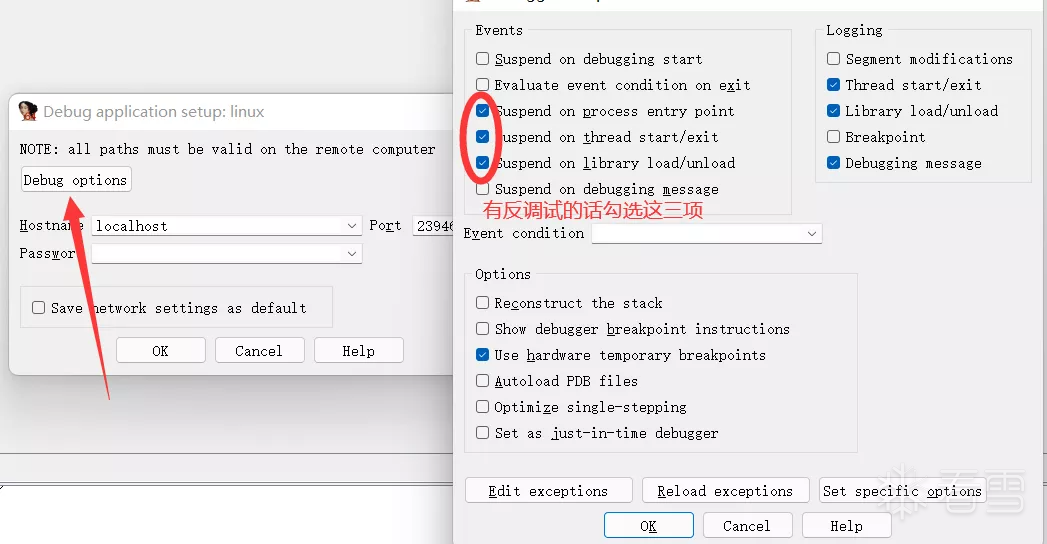 Debug application setup: linux
NOTE: all paths must be valid on the remote computer
Debug options
Hostname localhost Port 23946
Password
Save network settings as default
OK Cancel Help
Events
Suspend on debugging start
Evaluate event condition on exit
Suspend on process entry point
Suspend on thread start/exit
Suspend on library load/unload
Suspend on debugging message
有反调试的话勾选这三项
Logging
Segment modifications
Thread start/exit
Library load/unload
Breakpoint
Debugging message
Event condition
Options
Reconstruct the stack
Show debugger breakpoint instructions
Use hardware temporary breakpoints
Autoload PDB files
Optimize single-stepping
Set as just-in-time debugger
Edit exceptions Reload exceptions Set specific options
OK Cancel Help
看雪